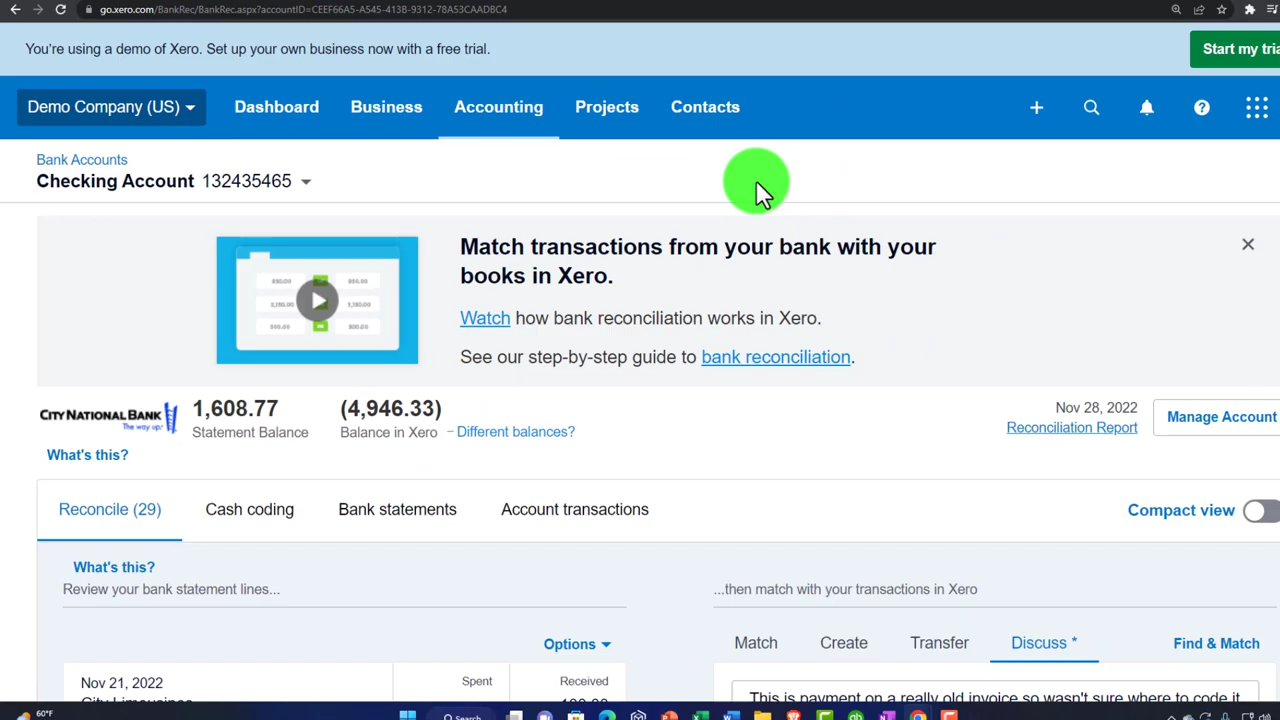 go.xero.com/BankRec/BankRec.aspx?accountID=CEEF66A5-A545-4138-9312-78A53CAADBC4
You're using a demo of Xero. Set up your own business now with a free trial.
Start my tria
Demo Company (US)
Dashboard
Business
Accounting
Projects
Contacts
Bank Accounts
Checking Account 132435465
Match transactions from your bank with your
books in Xero.
Watch how bank reconciliation works in Xero.
See our step-by-step guide to bank reconciliation.
CITY NATIONAL BANK
The way up.
1,608.77
Statement Balance
(4,946.33)
Balance in Xero
Different balances?
Nov 28, 2022
Reconciliation Report
Manage Account
What's this?
Reconcile (29)
Cash coding
Bank statements
Account transactions
Compact view
What's this?
Review your bank statement lines...
...then match with your transactions in Xero
Options
Match
Create
Transfer
Discuss *
Find & Match
Nov 21, 2022
Spent
Received
City Limousines
This is payment on a really old invoice so wasn't sure where to code it
60°F
Search